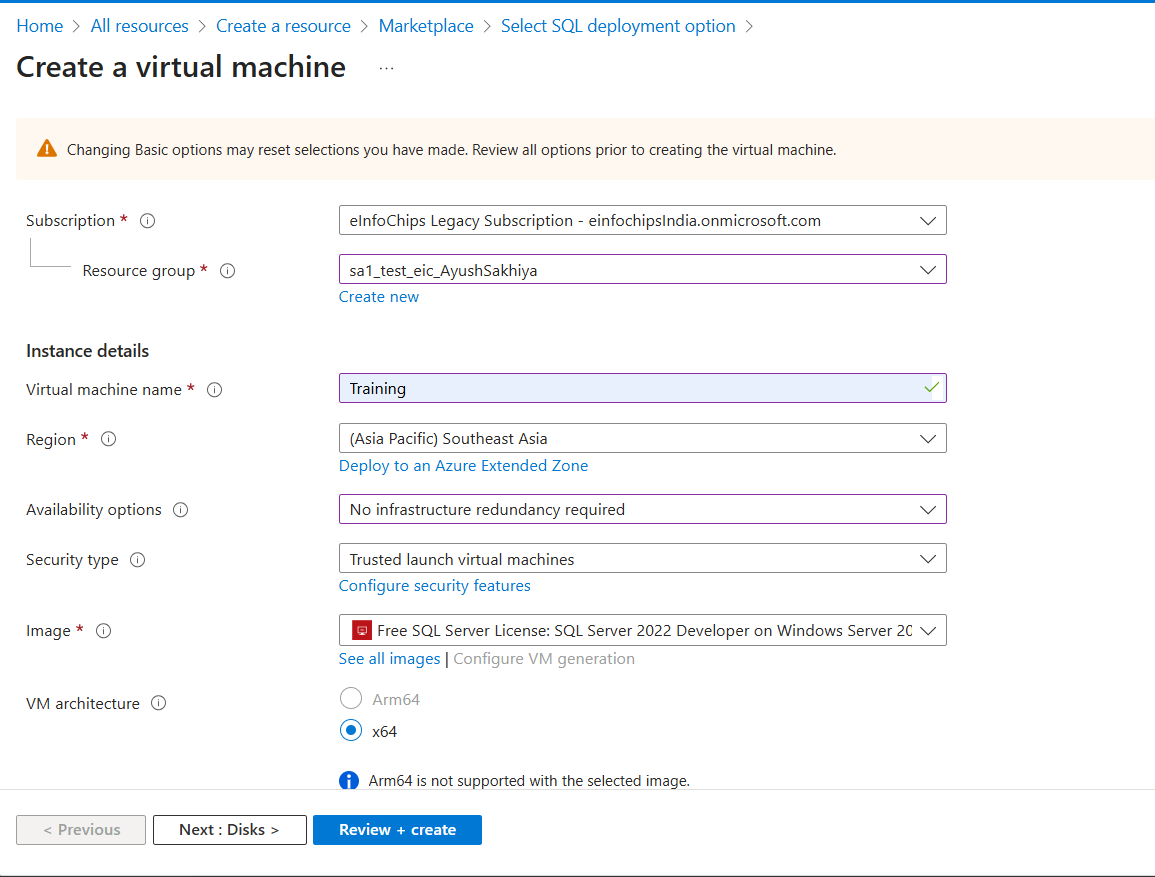 Home > All resources > Create a resource > Marketplace > Select SQL deployment option >
Create a virtual machine ...
Changing Basic options may reset selections you have made. Review all options prior to creating the virtual machine.
Subscription * eInfoChips Legacy Subscription - einfochipsIndia.onmicrosoft.com
Resource group * sa1_test_eic_AyushSakhiya
Create new
Instance details
Virtual machine name * Training
Region * (Asia Pacific) Southeast Asia
Deploy to an Azure Extended Zone
Availability options No infrastructure redundancy required
Security type Trusted launch virtual machines
Configure security features
Image * Free SQL Server License: SQL Server 2022 Developer on Windows Server 20
See all images | Configure VM generation
VM architecture Arm64
x64
Arm64 is not supported with the selected image.
< Previous Next : Disks > Review + create